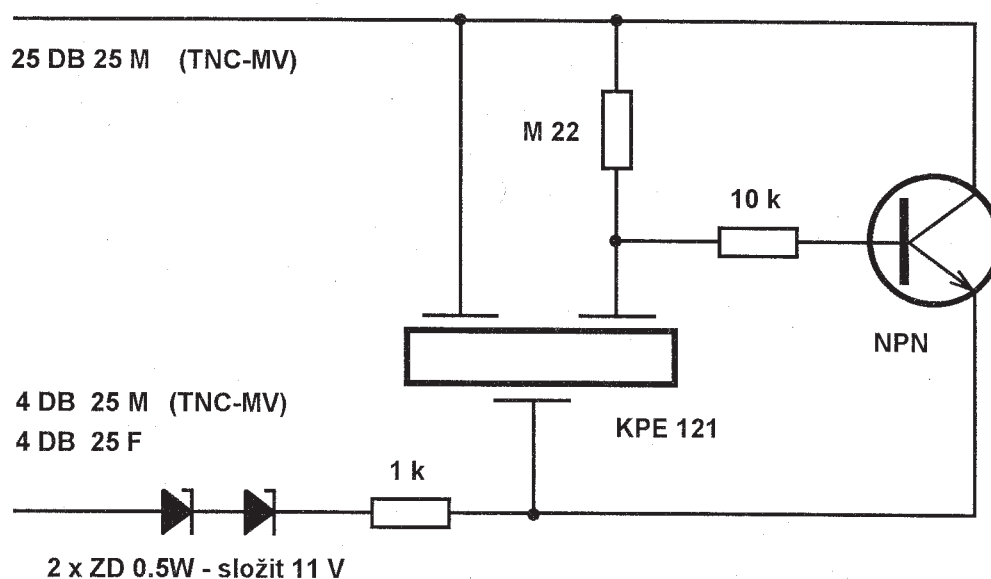 25 DB 25 M (TNC-MV)
M 22
10 k
NPN
4 DB 25 M (TNC-MV)
4 DB 25 F
KPE 121
1 k
2 x ZD 0.5W - složit 11 V